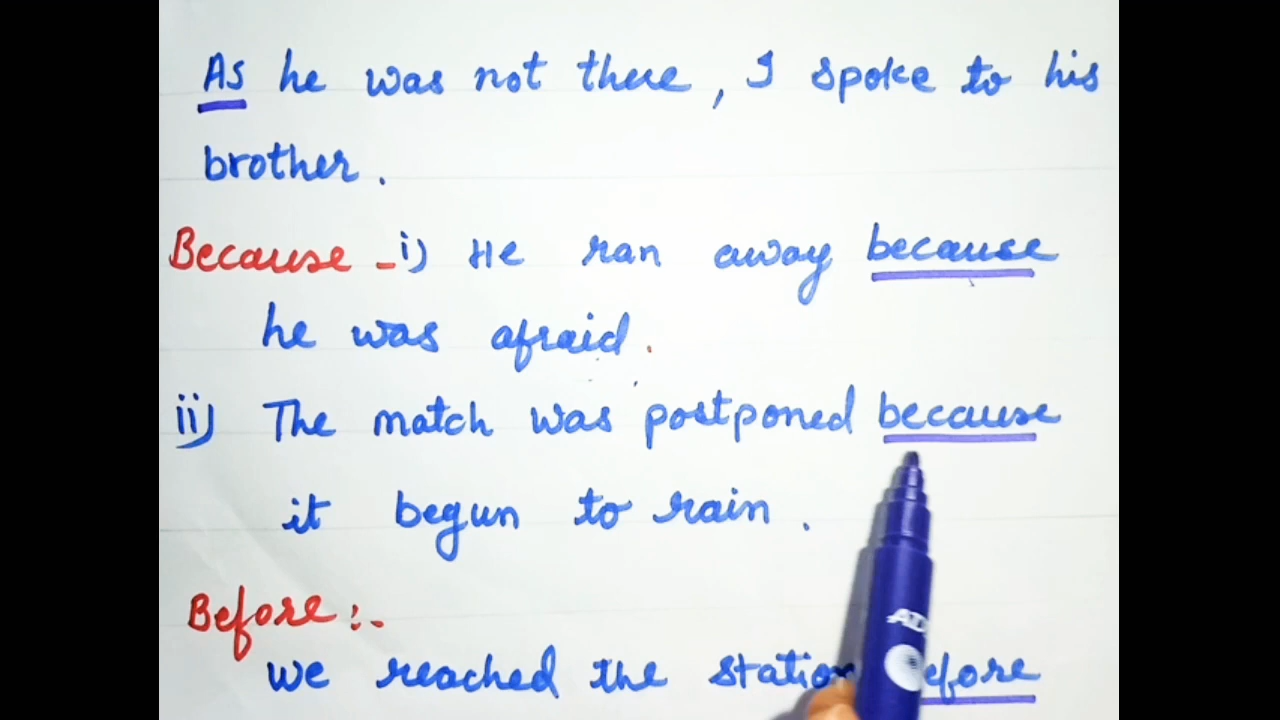 As he was not there, I spoke to his
brother.
Because -i) He ran away because
he was afraid.
ii) The match was postponed because
it begun to rain.
Before:-
we reached the station before